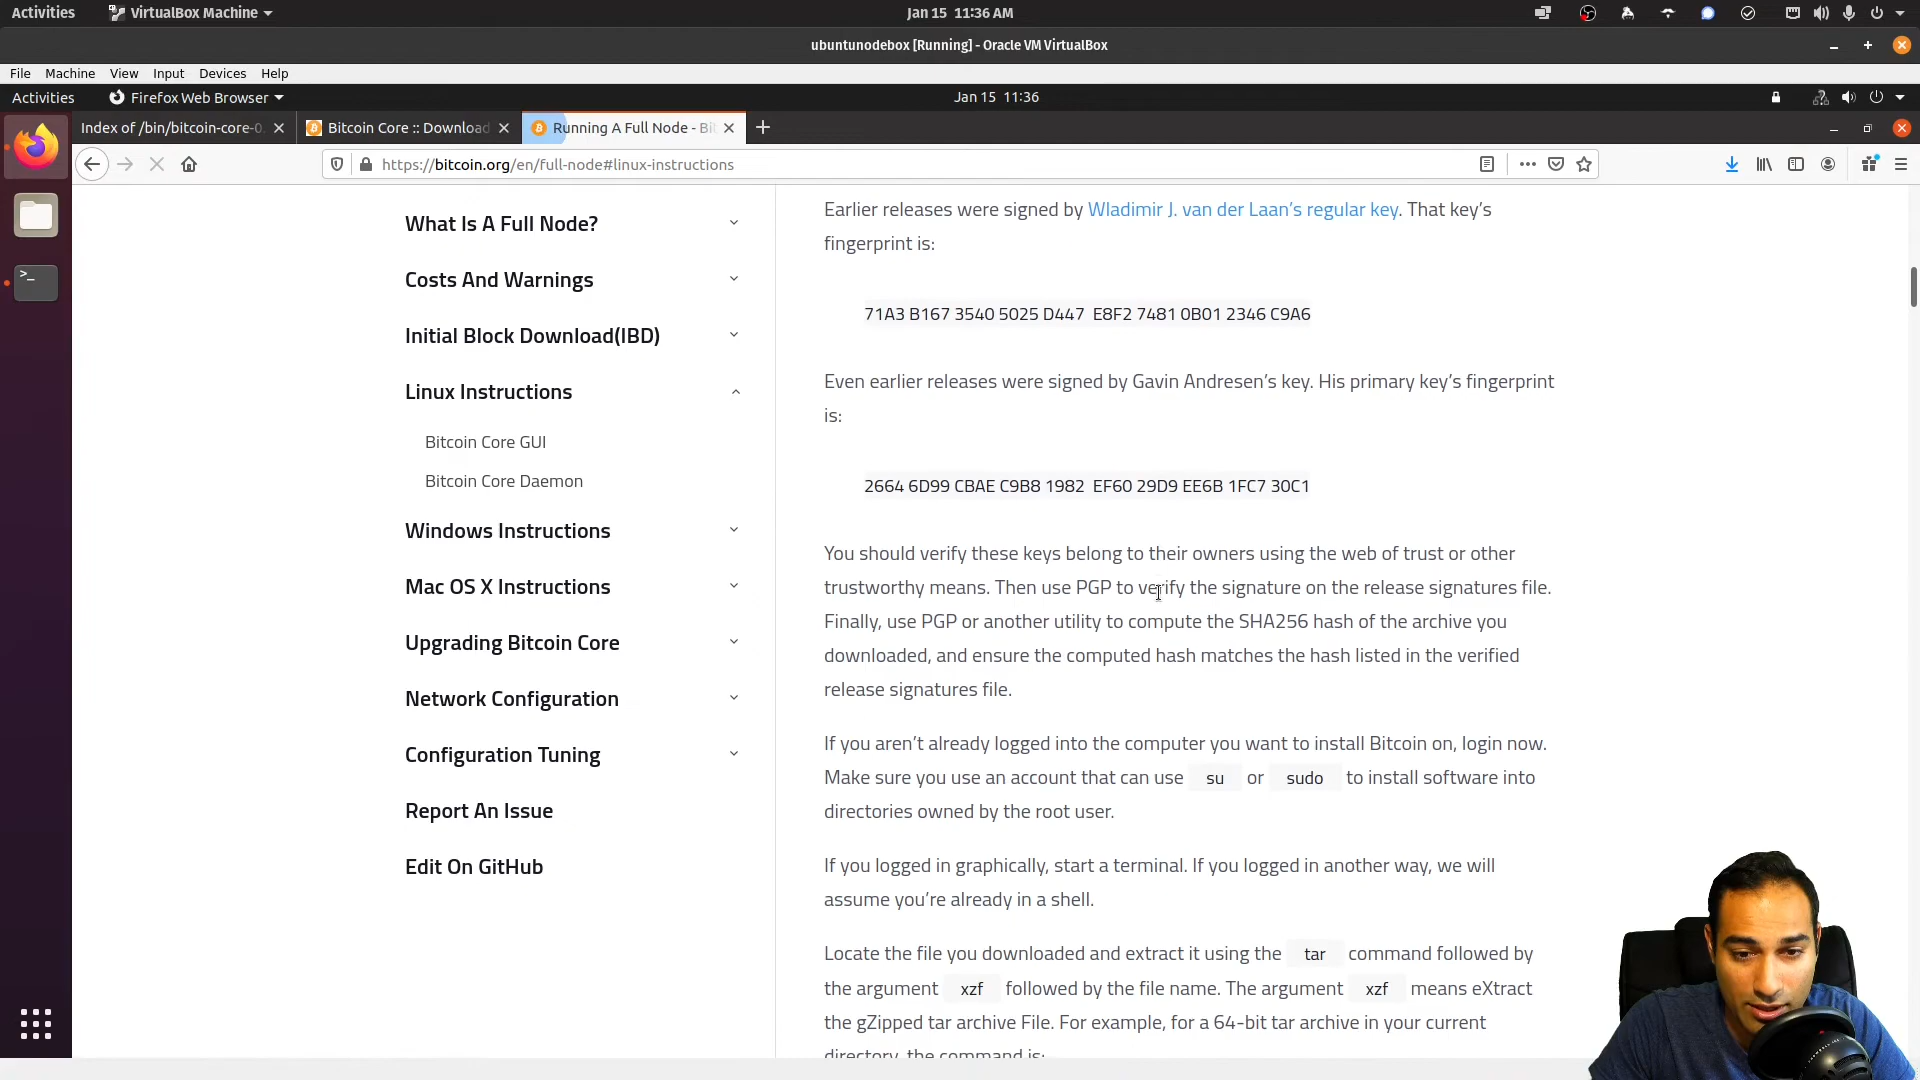 Activities
VirtualBox Machine
Jan 15 11:36 AM
ubuntunodebox [Running] - Oracle VM VirtualBox
File Machine View Input Devices Help
Activities
Firefox Web Browser
Jan 15 11:36
Index of /bin/bitcoin-core-0.
Bitcoin Core :: Download
Running A Full Node - Bi
https://bitcoin.org/en/full-node#linux-instructions
What Is A Full Node?
Costs And Warnings
Initial Block Download(IBD)
Linux Instructions
Bitcoin Core GUI
Bitcoin Core Daemon
Windows Instructions
Mac OS X Instructions
Upgrading Bitcoin Core
Network Configuration
Configuration Tuning
Report An Issue
Edit On GitHub
Earlier releases were signed by Wladimir J. van der Laan’s regular key. That key’s
fingerprint is:
71A3 B167 3540 5025 D447 E8F2 7481 0B01 2346 C9A6
Even earlier releases were signed by Gavin Andresen’s key. His primary key’s fingerprint
is:
2664 6D99 CBAE C9B8 1982 EF60 29D9 EE6B 1FC7 30C1
You should verify these keys belong to their owners using the web of trust or other
trustworthy means. Then use PGP to verify the signature on the release signatures file.
Finally, use PGP or another utility to compute the SHA256 hash of the archive you
downloaded, and ensure the computed hash matches the hash listed in the verified
release signatures file.
If you aren’t already logged into the computer you want to install Bitcoin on, login now.
Make sure you use an account that can use su or sudo to install software into
directories owned by the root user.
If you logged in graphically, start a terminal. If you logged in another way, we will
assume you’re already in a shell.
Locate the file you downloaded and extract it using the tar command followed by
the argument xzf followed by the file name. The argument xzf means eXtract
the gZipped tar archive File. For example, for a 64-bit tar archive in your current
directory, the command is: